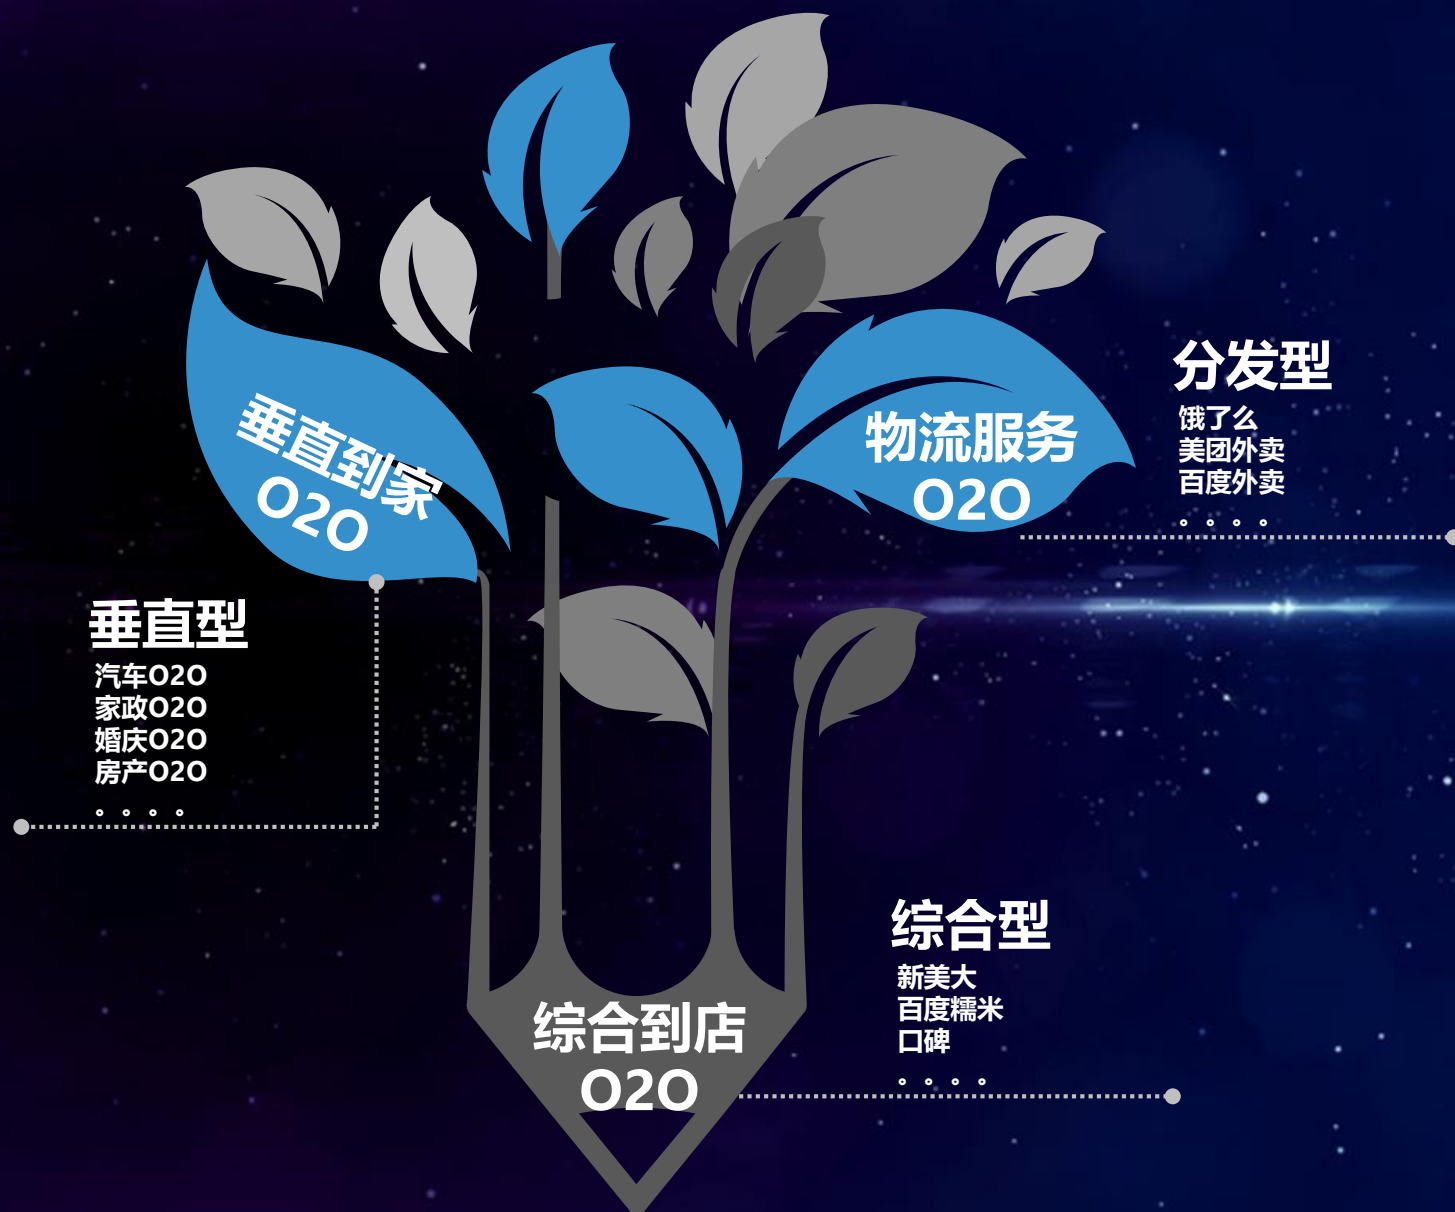 分发型
饿了么
美团外卖
百度外卖
。。。。
垂直到家
O2O
物流服务
O2O
垂直型
汽车O2O
家政O2O
婚庆O2O
房产O2O
。。。。
综合型
新美大
百度糯米
口碑
。。。。
综合到店
O2O